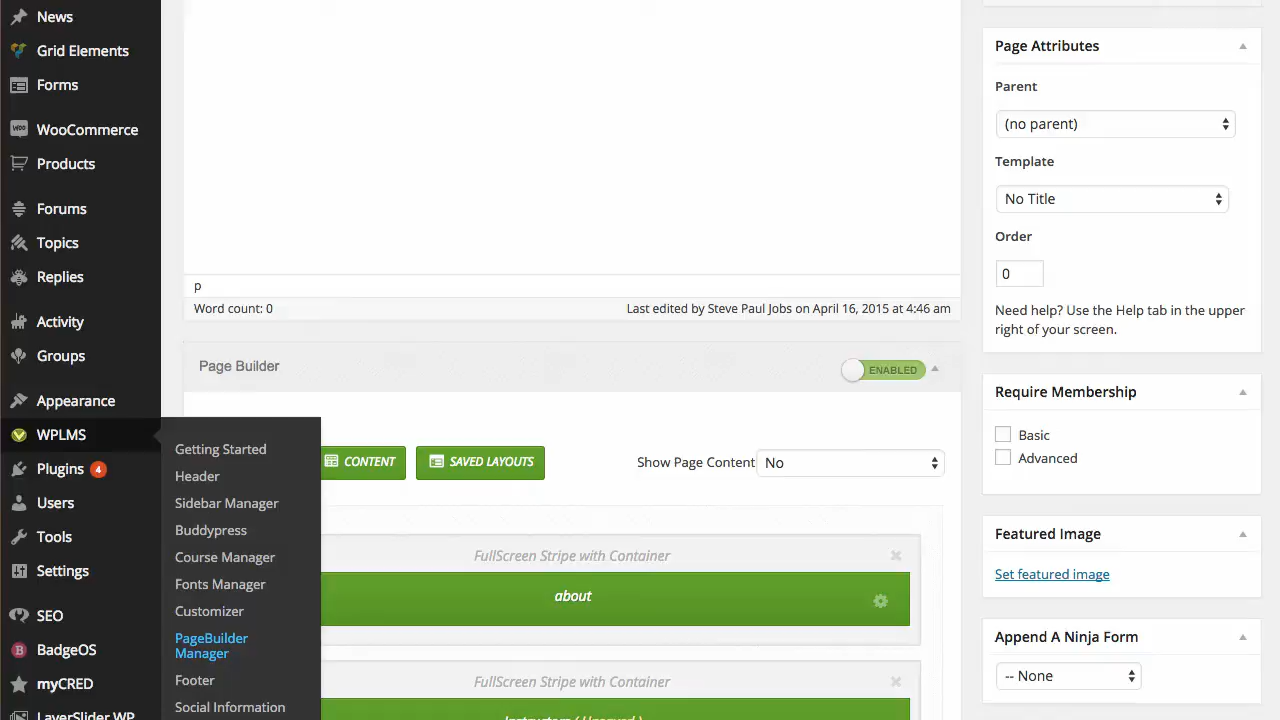 News
Grid Elements
Forms
WOO WooCommerce
Products
Forums
Topics
Replies
Activity
Groups
Appearance
WPLMS
Plugins 4
Users
Tools
Settings
SEO
B BadgeOS
myCRED
LayerSlider WP
Getting Started
Header
Sidebar Manager
Buddypress
Course Manager
Fonts Manager
Customizer
PageBuilder
Manager
Footer
Social Information
p
Word count: 0 Last edited by Steve Paul Jobs on April 16, 2015 at 4:46 am
Page Builder ENABLED
CONTENT SAVED LAYOUTS Show Page Content No
FullScreen Stripe with Container
about
FullScreen Stripe with Container
Instructors ( Unsaved )
Page Attributes
Parent
(no parent)
Template
No Title
Order
0
Need help? Use the Help tab in the upper
right of your screen.
Require Membership
Basic
Advanced
Featured Image
Set featured image
Append A Ninja Form
-- None